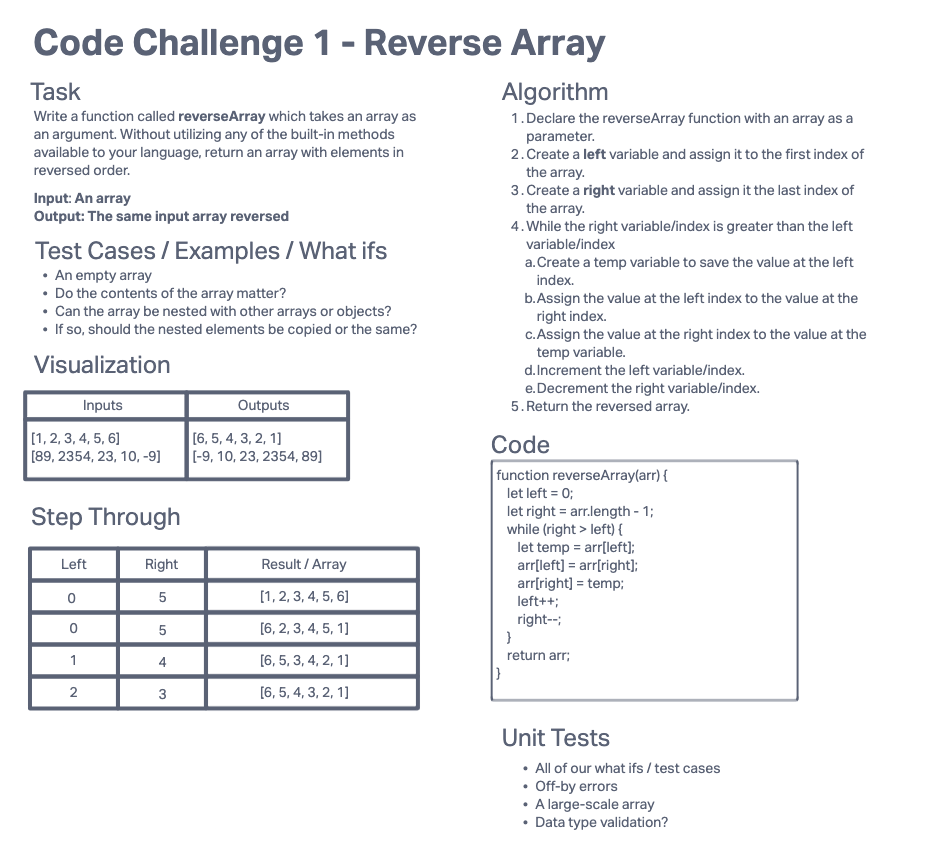 Code Challenge 1 - Reverse Array
Task
Write a function called reverseArray which takes an array as
an argument. Without utilizing any of the built-in methods
available to your language, return an array with elements in
reversed order.
Input: An array
Output: The same input array reversed
Test Cases / Examples / What ifs
• An empty array
• Do the contents of the array matter?
• Can the array be nested with other arrays or objects?
• If so, should the nested elements be copied or the same?
Visualization
Inputs Outputs
[1, 2, 3, 4, 5, 6] [6, 5, 4, 3, 2, 1]
[89, 2354, 23, 10, -9] [-9, 10, 23, 2354, 89]
Step Through
Left Right Result / Array
0 5 [1, 2, 3, 4, 5, 6]
0 5 [6, 2, 3, 4, 5, 1]
1 4 [6, 5, 3, 4, 2, 1]
2 3 [6, 5, 4, 3, 2, 1]
Algorithm
1. Declare the reverseArray function with an array as a
parameter.
2. Create a left variable and assign it to the first index of
the array.
3. Create a right variable and assign it the last index of
the array.
4. While the right variable/index is greater than the left
variable/index
a. Create a temp variable to save the value at the left
index.
b. Assign the value at the left index to the value at the
right index.
c. Assign the value at the right index to the value at the
temp variable.
d. Increment the left variable/index.
e. Decrement the right variable/index.
5. Return the reversed array.
Code
function reverseArray(arr) {
let left = 0;
let right = arr.length - 1;
while (right > left) {
let temp = arr[left];
arr[left] = arr[right];
arr[right] = temp;
left++;
right--;
}
return arr;
}
Unit Tests
• All of our what ifs / test cases
• Off-by errors
• A large-scale array
• Data type validation?